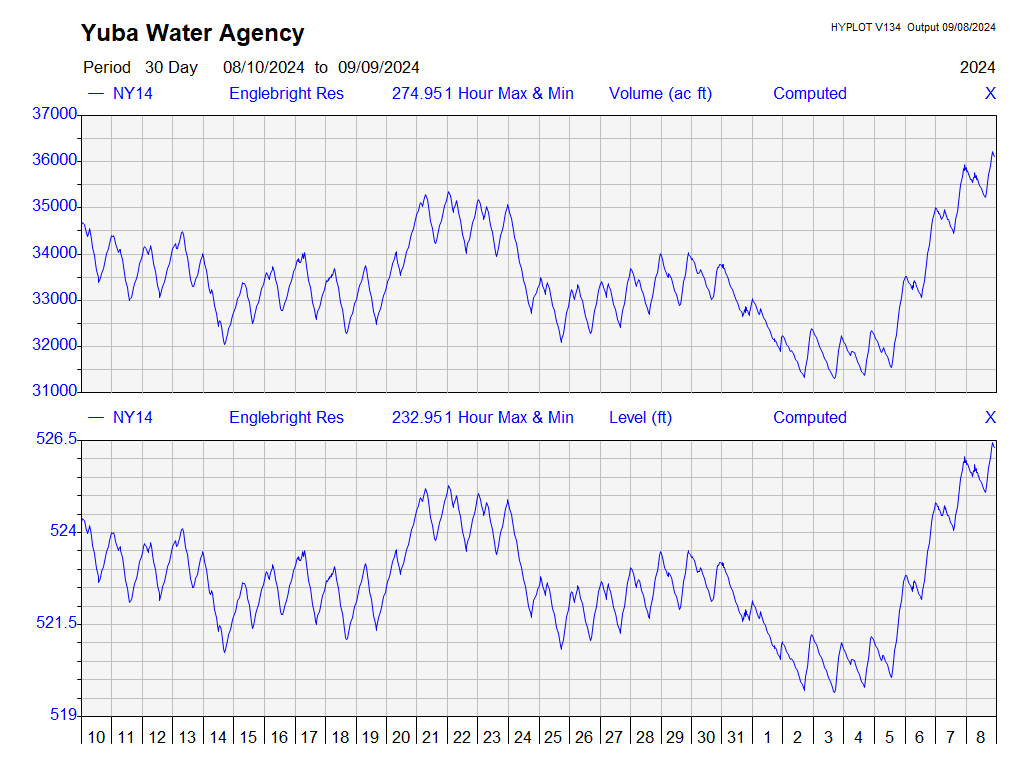 Yuba Water Agency
HYPLOT V134 Output 09/08/2024
Period 30 Day 08/10/2024 to 09/09/2024 2024
NY14 Englebright Res 274.951 Hour Max & Min Volume (ac ft) Computed X
37000
36000
35000
34000
33000
32000
31000
NY14 Englebright Res 232.951 Hour Max & Min Level (ft) Computed X
526.5
524
521.5
519
10 11 12 13 14 15 16 17 18 19 20 21 22 23 24 25 26 27 28 29 30 31 1 2 3 4 5 6 7 8